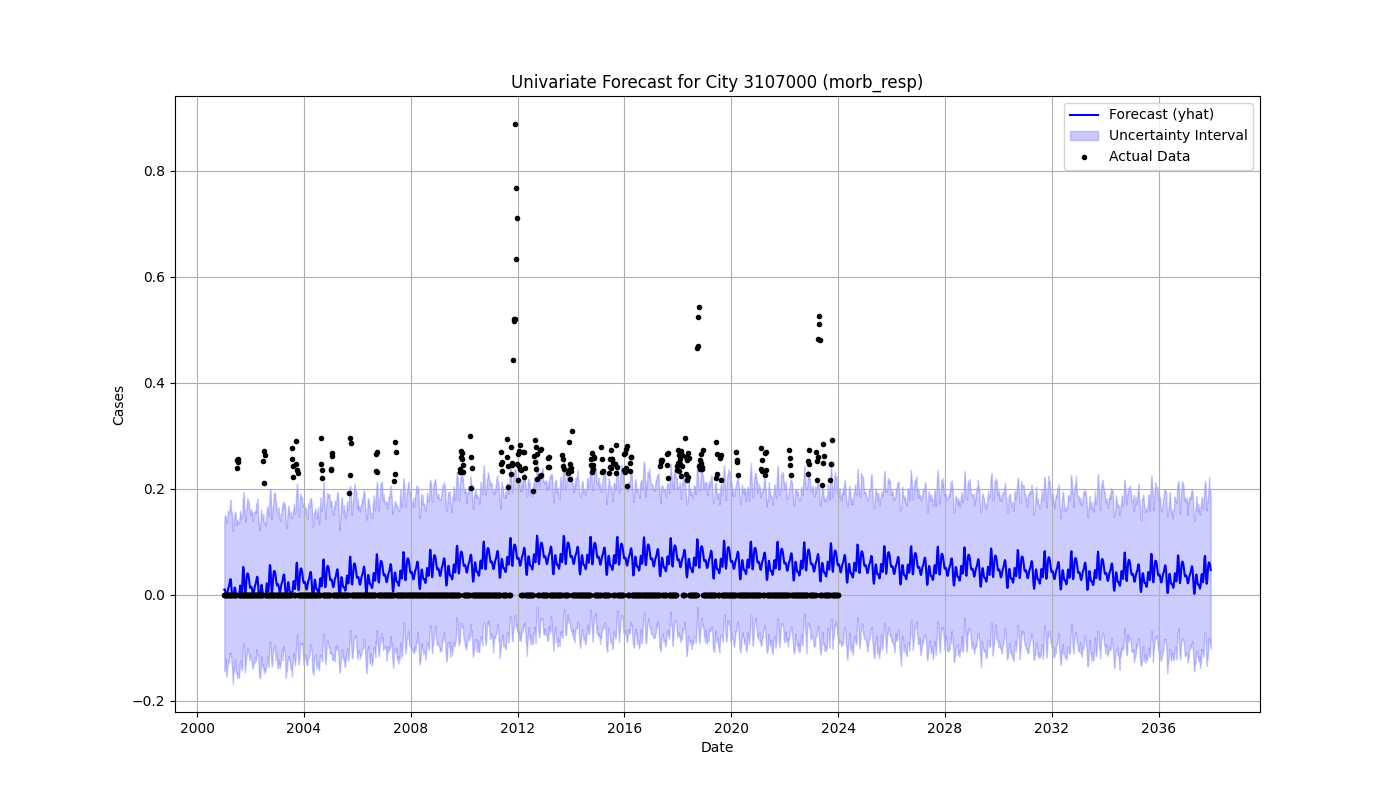 Univariate Forecast for City 3107000 (morb_resp)
Forecast (yhat)
Uncertainty Interval
Actual Data
Cases
0.8
0.6
0.4
0.2
0.0
−0.2
2000 2004 2008 2012 2016 2020 2024 2028 2032 2036
Date